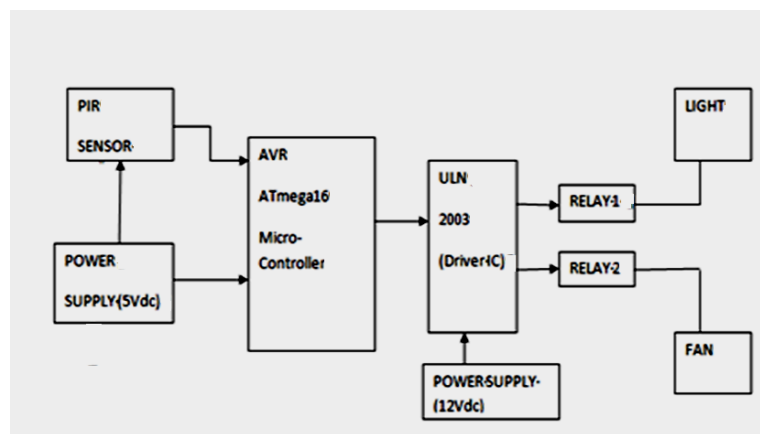 PIR
SENSOR
LIGHT
AVR
ATmega16
Micro-
Controller
ULN
2003
(Driver-IC)
RELAY-1
RELAY-2
POWER
SUPPLY-(5Vdc)
FAN
POWER-SUPPLY-
(12Vdc)